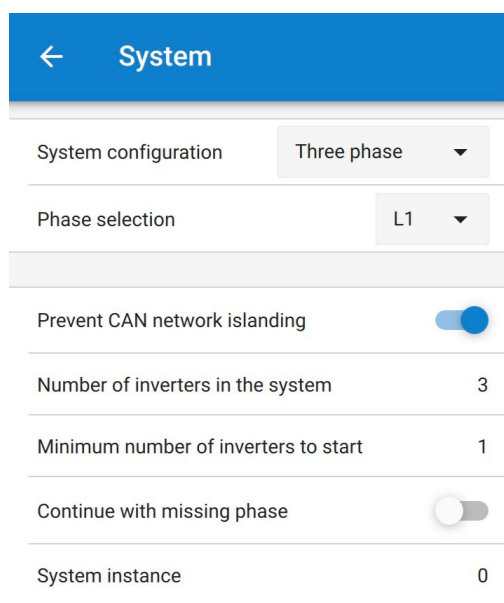 System
System configuration Three phase
Phase selection L1
Prevent CAN network islanding
Number of inverters in the system 3
Minimum number of inverters to start 1
Continue with missing phase
System instance 0